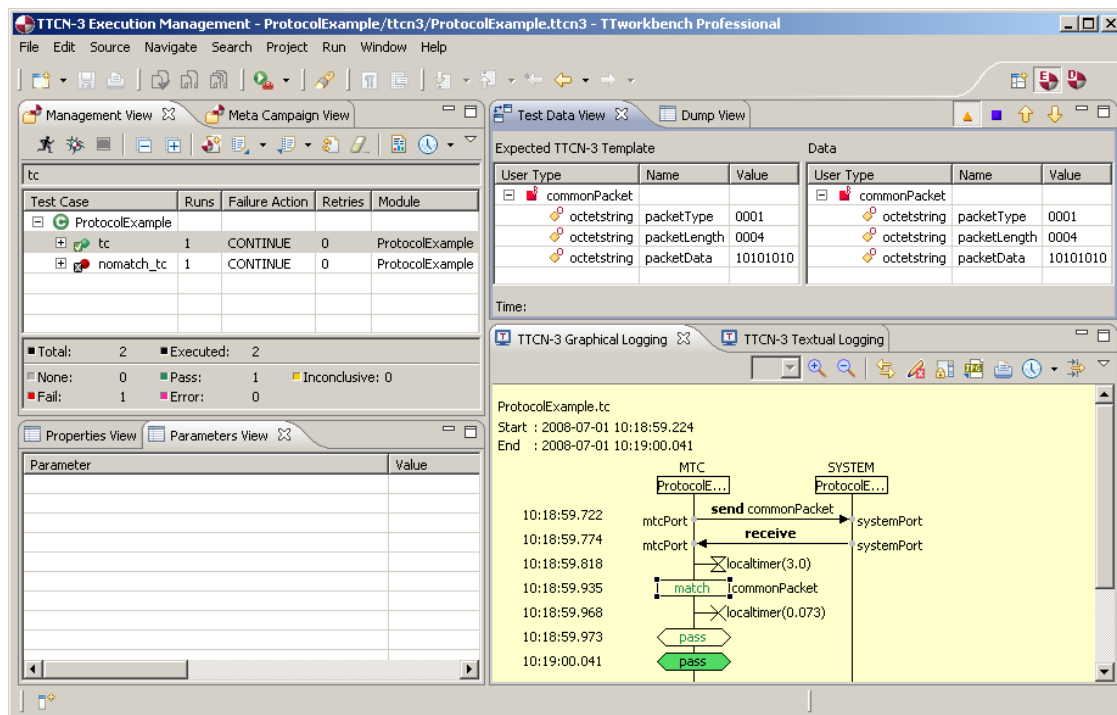 TTCN-3 Execution Management - ProtocolExample/ttcn3/ProtocolExample.ttcn3 - TTworkbench Professional
File Edit Source Navigate Search Project Run Window Help
Management View Meta Campaign View
tc
Test Case Runs Failure Action Retries Module
ProtocolExample
tc 1 CONTINUE 0 ProtocolExample
nomatch_tc 1 CONTINUE 0 ProtocolExample
Total: 2 Executed: 2
None: 0 Pass: 1 Inconclusive: 0
Fail: 1 Error: 0
Properties View Parameters View
Parameter Value
Test Data View Dump View
Expected TTCN-3 Template Data
User Type Name Value User Type Name Value
commonPacket commonPacket
octetstring packetType 0001 octetstring packetType 0001
octetstring packetLength 0004 octetstring packetLength 0004
octetstring packetData 10101010 octetstring packetData 10101010
Time:
TTCN-3 Graphical Logging TTCN-3 Textual Logging
ProtocolExample.tc
Start : 2008-07-01 10:18:59.224
End : 2008-07-01 10:19:00.041
MTC SYSTEM
ProtocolE... ProtocolE...
10:18:59.722 mtcPort send commonPacket systemPort
10:18:59.774 mtcPort receive systemPort
10:18:59.818 localtimer(3.0)
10:18:59.935 match commonPacket
10:18:59.968 localtimer(0.073)
10:18:59.973 pass
10:19:00.041 pass